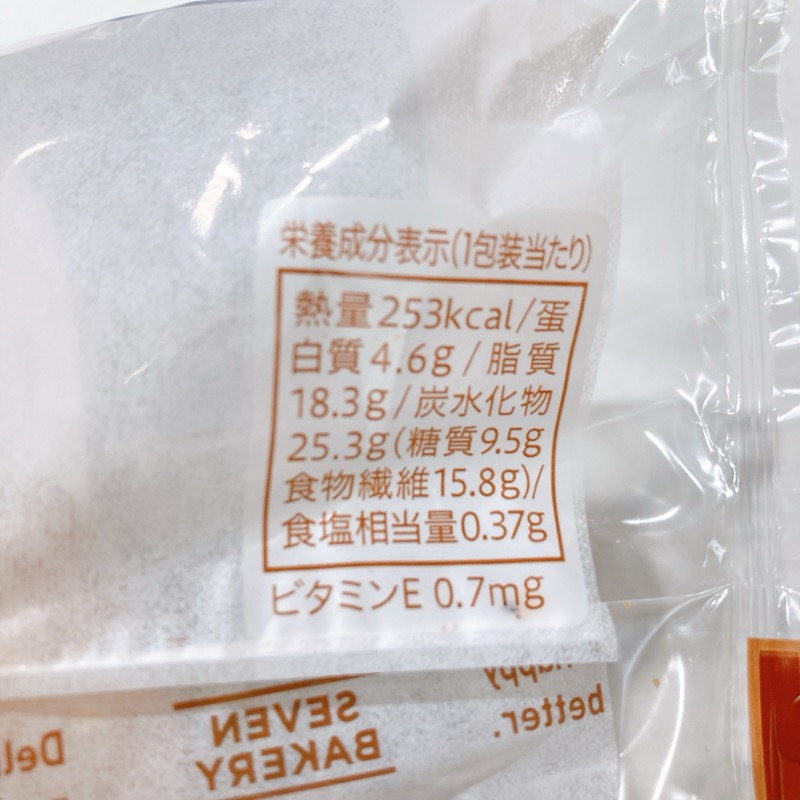 栄養成分表示(1包装当たり)
熱量253kcal/蛋
白質4.6g/脂質
18.3g/炭水化物
25.3g(糖質9.5g
食物繊維15.8g)/
食塩相当量0.37g
ビタミンE 0.7mg
happy
better.
SEVEN
BAKERY